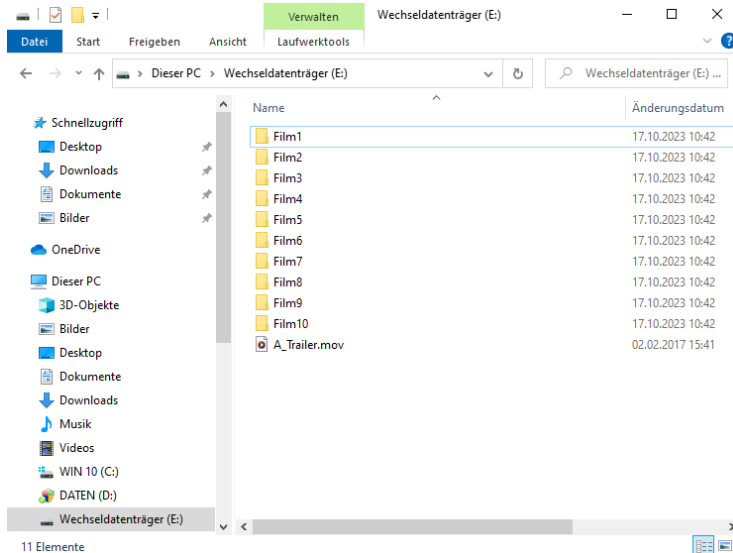 Verwalten Wechseldatenträger (E:)
Datei Start Freigeben Ansicht Laufwerktools
Dieser PC > Wechseldatenträger (E:) Wechseldatenträger (E:) ...
Name Änderungsdatum
Schnellzugriff
Desktop
Downloads
Dokumente
Bilder
OneDrive
Dieser PC
3D-Objekte
Bilder
Desktop
Dokumente
Downloads
Musik
Videos
WIN 10 (C:)
DATEN (D:)
Wechseldatenträger (E:)
Film1 17.10.2023 10:42
Film2 17.10.2023 10:42
Film3 17.10.2023 10:42
Film4 17.10.2023 10:42
Film5 17.10.2023 10:42
Film6 17.10.2023 10:42
Film7 17.10.2023 10:42
Film8 17.10.2023 10:42
Film9 17.10.2023 10:42
Film10 17.10.2023 10:42
A_Trailer.mov 02.02.2017 15:41
11 Elemente